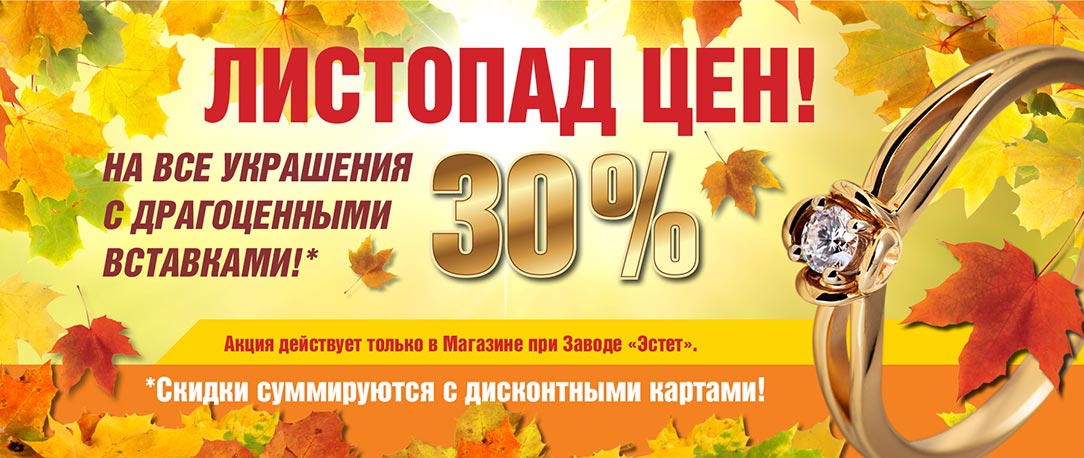 ЛИСТОПАД ЦЕН!
НА ВСЕ УКРАШЕНИЯ
С ДРАГОЦЕННЫМИ
ВСТАВКАМИ!*
30%
Акция действует только в Магазине при Заводе «Эстет».
*Скидки суммируются с дисконтными картами!